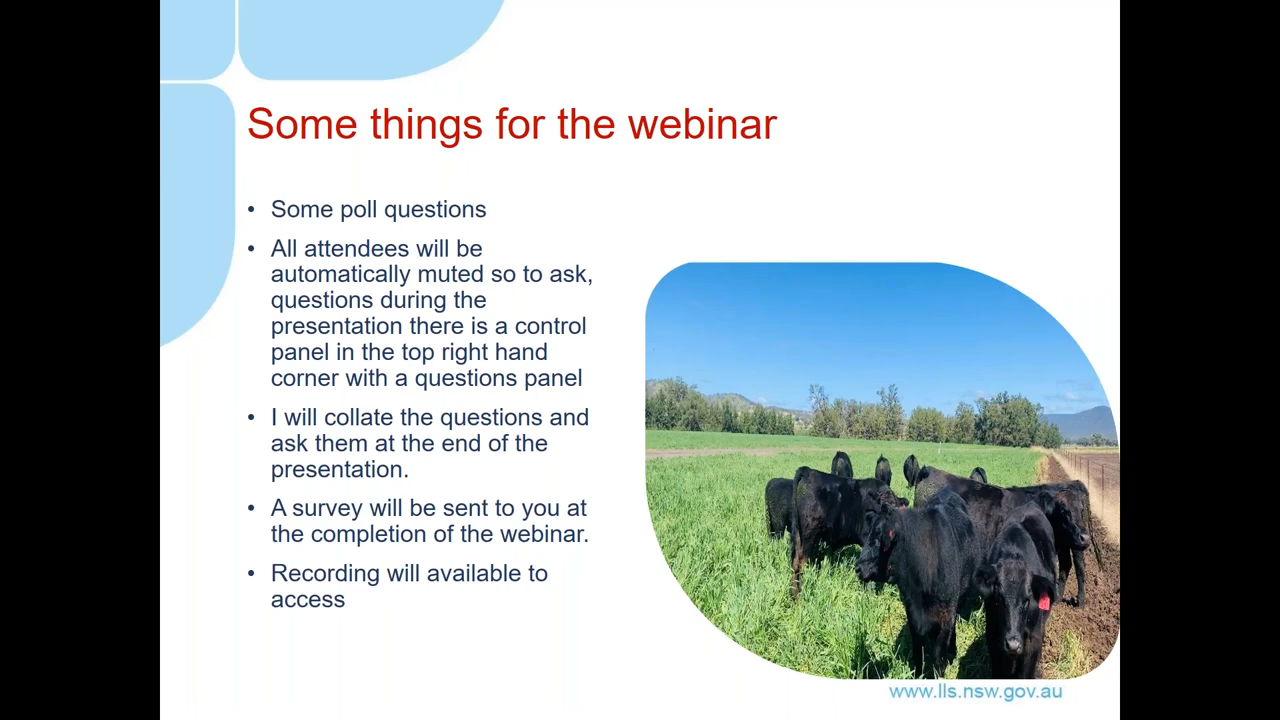 Some things for the webinar
• Some poll questions
• All attendees will be
automatically muted so to ask,
questions during the
presentation there is a control
panel in the top right hand
corner with a questions panel
• I will collate the questions and
ask them at the end of the
presentation.
• A survey will be sent to you at
the completion of the webinar.
• Recording will available to
access
www.lls.nsw.gov.au